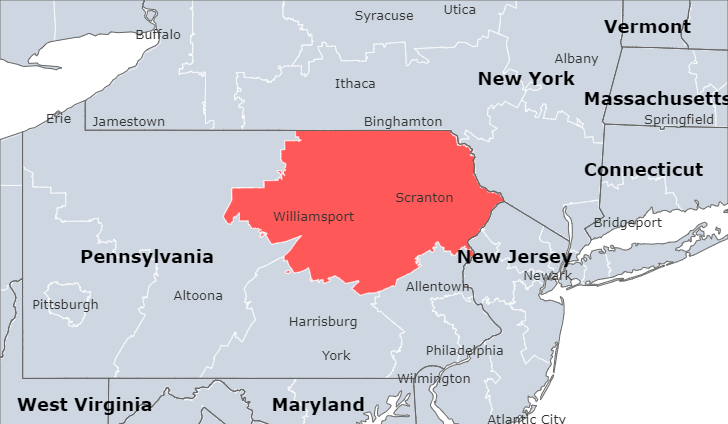 Syracuse
Utica
Vermont
Buffalo
Albany
New York
Ithaca
Massachusetts
Erie
Jamestown
Binghamton
Springfield
Connecticut
Scranton
Williamsport
Bridgeport
Pennsylvania
New Jersey
Newark
Allentown
Altoona
Pittsburgh
Harrisburg
York
Philadelphia
Wilmington
West Virginia
Maryland
Atlantic City